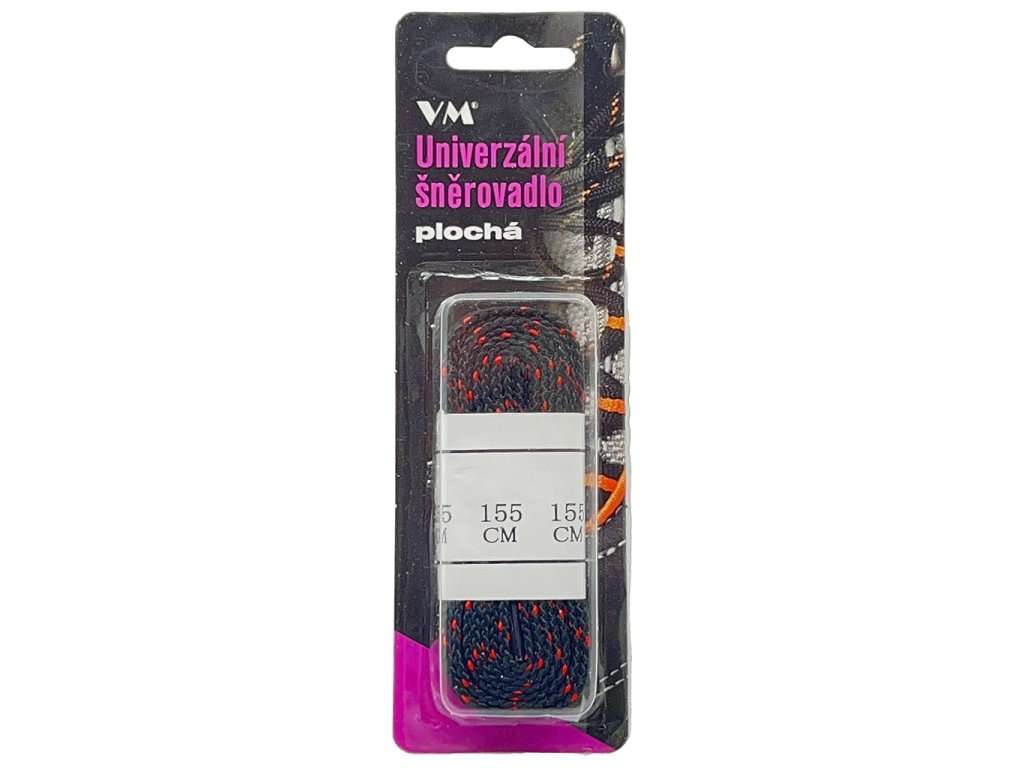 VM®
Univerzální
šněrovadlo
plochá
155 155
CM CM